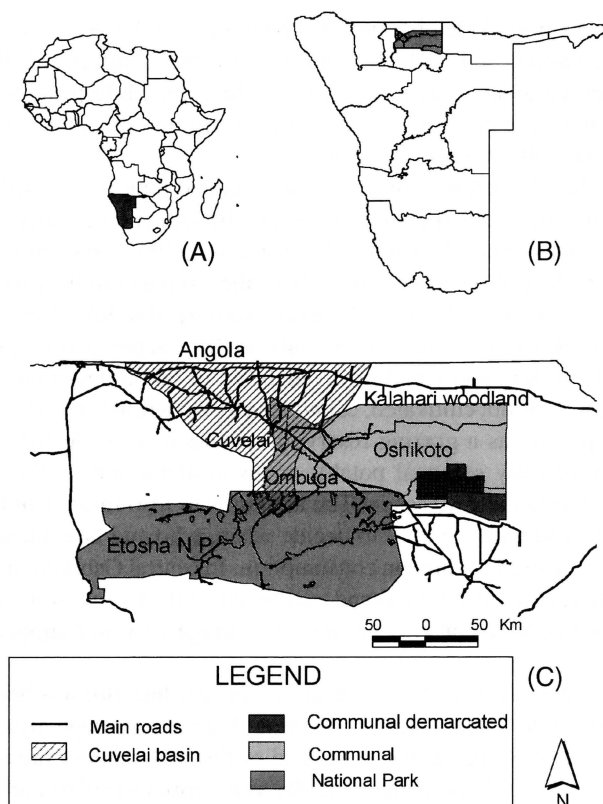 (A)
(B)
Angola
Kalahari woodland
Cuvelai
Oshikoto
Ombuga
Etosha N P
50 0 50 Km
(C)
LEGEND
Main roads
Cuvelai basin
Communal demarcated
Communal
National Park
N